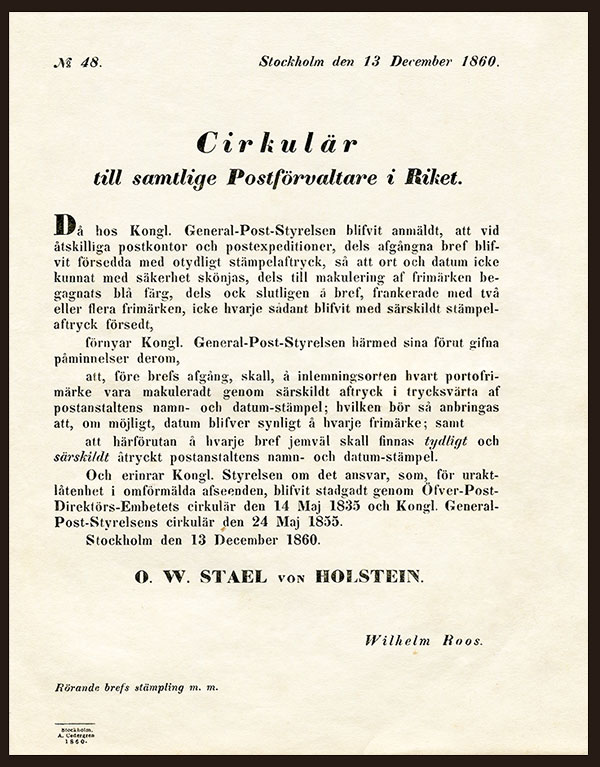 № 48. Stockholm den 13 December 1860.
Cirkulär
till samtlige Postförvaltare i Riket.
Då hos Kongl. General-Post-Styrelsen blifvit anmäldt, att vid
åtskilliga postkontor och postexpeditioner, dels afgångna bref blif-
vit försedda med otydligt stämpelaftryck, så att ort och datum icke
kunnat med säkerhet skönjas, dels till makulering af frimärken be-
gagnats blå färg, dels ock slutligen å bref, frankerade med två
eller flera frimärken, icke hvarje sådant blifvit med särskildt stämpel-
aftryck försedt,
förnyar Kongl. General-Post-Styrelsen härmed sina förut gifna
påminnelser derom,
att, före brefs afgång, skall, å inlemningsorten hvart portofri-
märke vara makuleradt genom särskildt aftryck i trycksvärta af
postanstaltens namn- och datum-stämpel; hvilken bör så anbringas
att, om möjligt, datum blifver synligt å hvarje frimärke; samt
att härförutan å hvarje bref jemväl skall finnas tydligt och
särskildt åtryckt postanstaltens namn- och datum-stämpel.
Och erinrar Kongl. Styrelsen om det ansvar, som, för urakt-
låtenhet i omförmälda afseenden, blifvit stadgadt genom Öfver-Post-
Direktörs-Embetets cirkulär den 14 Maj 1835 och Kongl. General-
Post-Styrelsens cirkulär den 24 Maj 1855.
Stockholm den 13 December 1860.
O. W. STAEL VON HOLSTEIN.
Wilhelm Roos.
Rörande brefs stämpling m. m.
Stockholm,
A. Cedergren
1860.